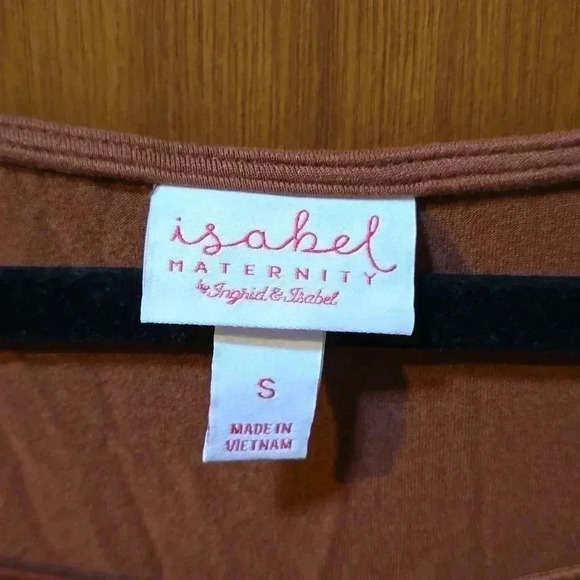 isabel
MATERNITY
by Ingrid & Isabel
S
MADE IN
VIETNAM